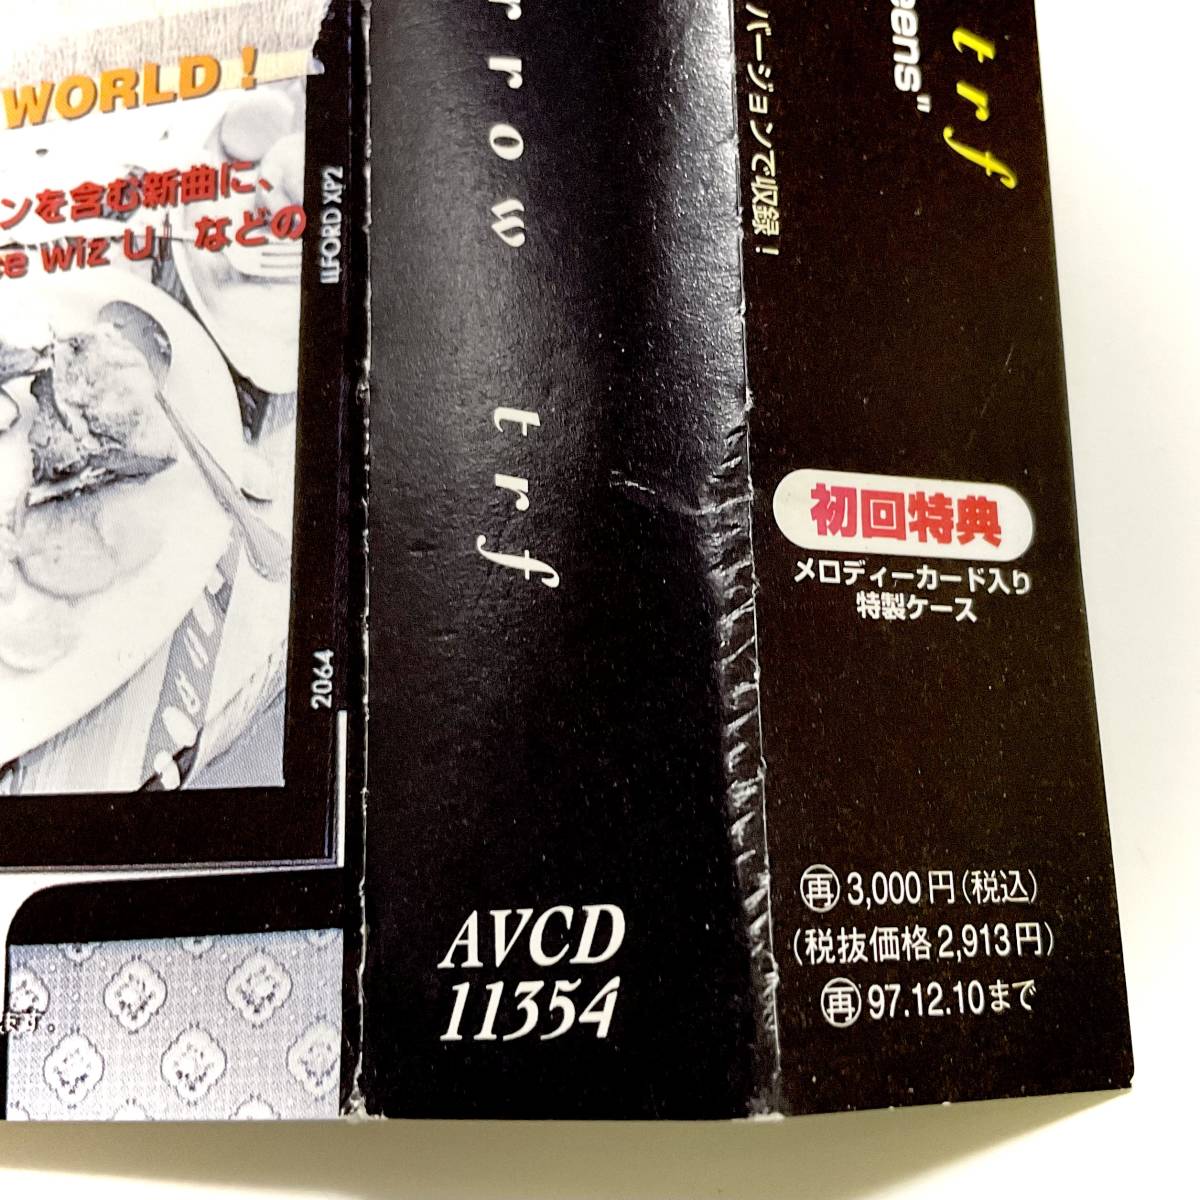 WORLD!
ンを含む新曲に、
ce wiz U" などの
ILFORD XP2
2064
ます。
rrow trf
AVCD
11354
eens"
trf
バージョンで収録!
初回特典
メロディーカード入り
特製ケース
再 3,000円(税込)
(税抜価格2,913円)
再 97.12.10まで